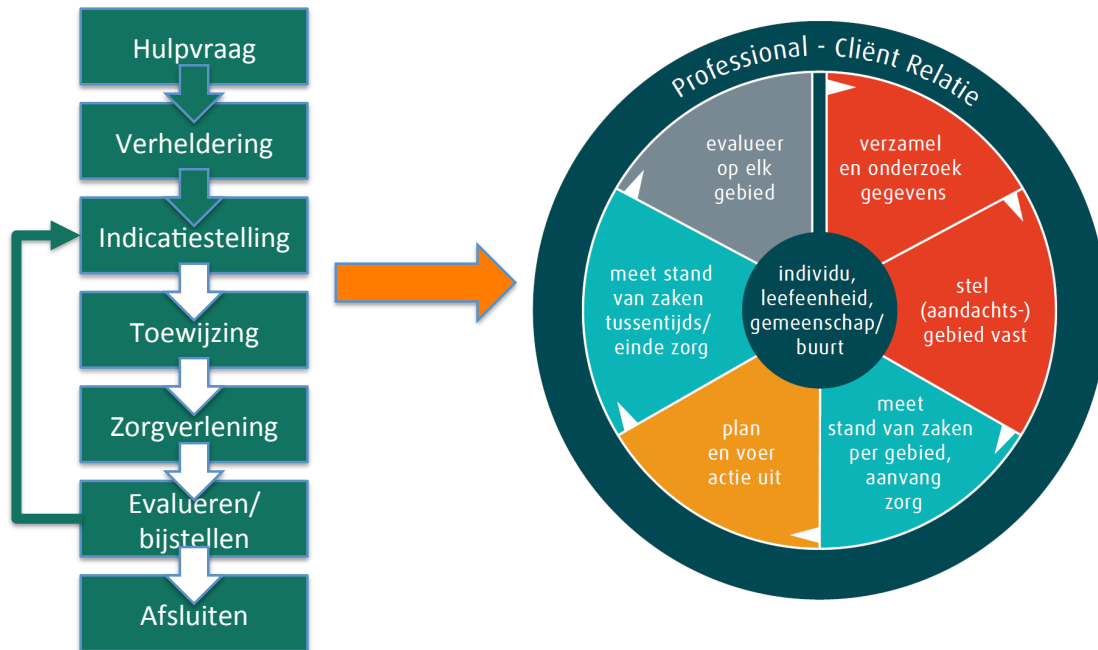 Hulpvraag
Verheldering
Indicatiestelling
Toewijzing
Zorgverlening
Evalueren/
bijstellen
Afsluiten
Professional - Cliënt Relatie
verzamel
en onderzoek
gegevens
stel
(aandachts-)
gebied vast
meet
stand van zaken
per gebied,
aanvang
zorg
plan
en voer
actie uit
meet stand
van zaken
tussentijds/
einde zorg
evalueer
op elk
gebied
individu,
leefeenheid,
gemeenschap/
buurt